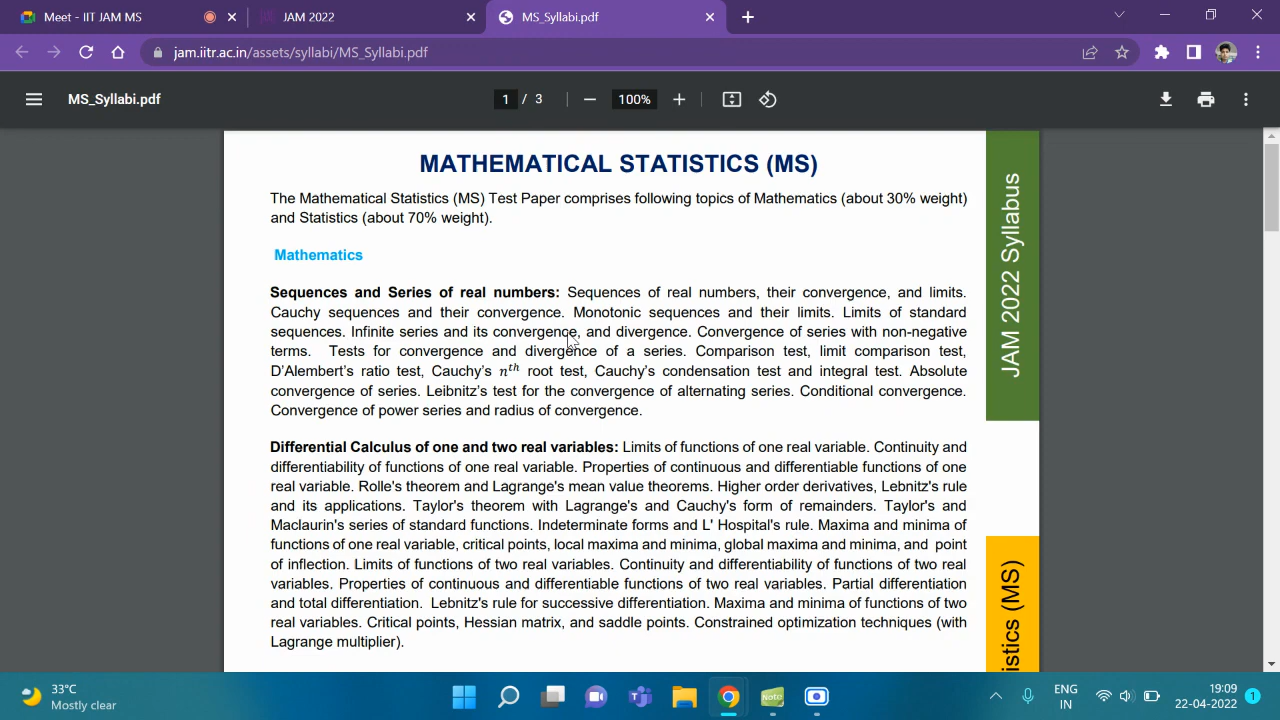 Meet - IIT JAM MS
JAM 2022
MS_Syllabi.pdf
jam.iitr.ac.in/assets/syllabi/MS_Syllabi.pdf
MS_Syllabi.pdf
1 / 3
100%
MATHEMATICAL STATISTICS (MS)
The Mathematical Statistics (MS) Test Paper comprises following topics of Mathematics (about 30% weight)
and Statistics (about 70% weight).
Mathematics
Sequences and Series of real numbers: Sequences of real numbers, their convergence, and limits.
Cauchy sequences and their convergence. Monotonic sequences and their limits. Limits of standard
sequences. Infinite series and its convergence, and divergence. Convergence of series with non-negative
terms. Tests for convergence and divergence of a series. Comparison test, limit comparison test,
D'Alembert's ratio test, Cauchy's nth root test, Cauchy's condensation test and integral test. Absolute
convergence of series. Leibnitz's test for the convergence of alternating series. Conditional convergence.
Convergence of power series and radius of convergence.
Differential Calculus of one and two real variables: Limits of functions of one real variable. Continuity and
differentiability of functions of one real variable. Properties of continuous and differentiable functions of one
real variable. Rolle's theorem and Lagrange's mean value theorems. Higher order derivatives, Lebnitz's rule
and its applications. Taylor's theorem with Lagrange's and Cauchy's form of remainders. Taylor's and
Maclaurin's series of standard functions. Indeterminate forms and L' Hospital's rule. Maxima and minima of
functions of one real variable, critical points, local maxima and minima, global maxima and minima, and point
of inflection. Limits of functions of two real variables. Continuity and differentiability of functions of two real
variables. Properties of continuous and differentiable functions of two real variables. Partial differentiation
and total differentiation. Lebnitz's rule for successive differentiation. Maxima and minima of functions of two
real variables. Critical points, Hessian matrix, and saddle points. Constrained optimization techniques (with
Lagrange multiplier).
JAM 2022 Syllabus
istics (MS)
33°C
Mostly clear
Note
ENG
IN
19:09
22-04-2022
1